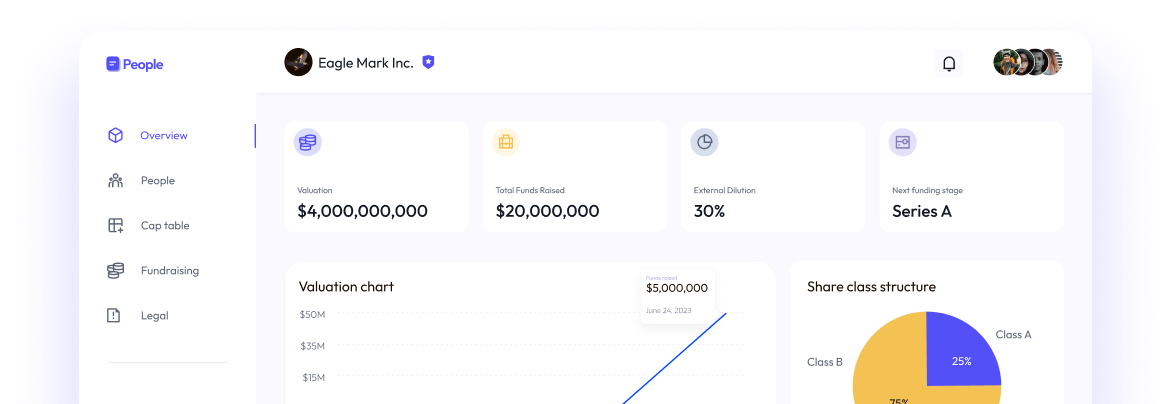 People
Eagle Mark Inc.
Overview
People
Cap table
Fundraising
Legal
Valuation
$4,000,000,000
Total Funds Raised
$20,000,000
External Dilution
30%
Next funding stage
Series A
Valuation chart
Funds raised
$5,000,000
June 24, 2023
$50M
$35M
$15M
Share class structure
Class A
25%
Class B
75%